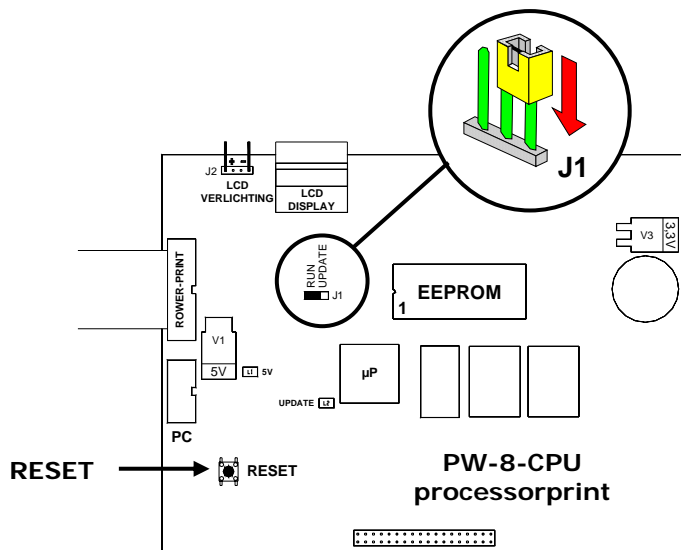 J1
J2
+ -
LCD
VERLICHTING
LCD
DISPLAY
RUN
UPDATE
J1
V3
3.3V
ROWER-PRINT
1
EEPROM
V1
5V
L1 5V
µP
UPDATE L2
PC
RESET
RESET
PW-8-CPU
processorprint